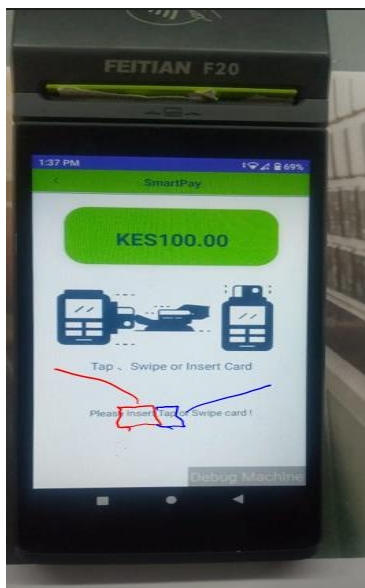 FEITIAN F20
1:37 PM 69%
SmartPay
KES100.00
Tap 、 Swipe or Insert Card
Please Insert Tap or Swipe card !
Debug Machine